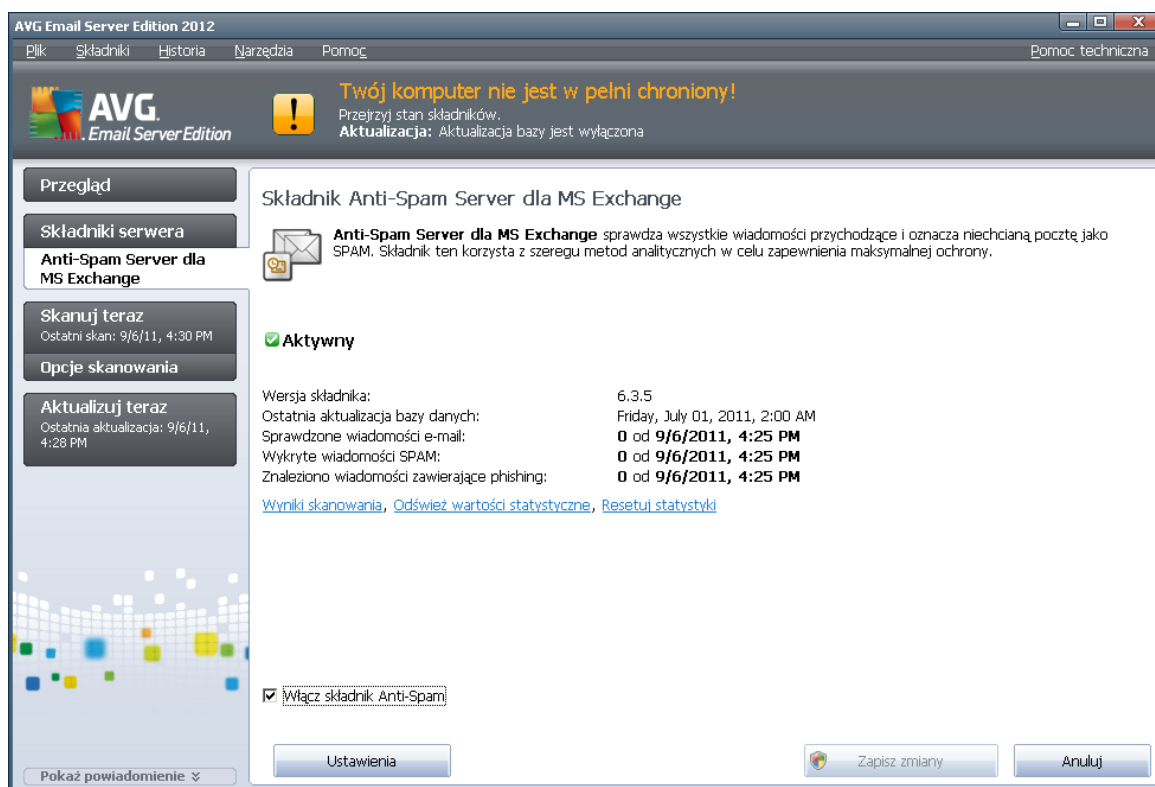 AVG Email Server Edition 2012
Plik Składniki Historia Narzędzia Pomoc Pomoc techniczna
AVG.
Email Server Edition
Twój komputer nie jest w pełni chroniony!
Przejrzyj stan składników.
Aktualizacja: Aktualizacja bazy jest wyłączona
Przegląd
Składniki serwera
Anti-Spam Server dla
MS Exchange
Skanuj teraz
Ostatni skan: 9/6/11, 4:30 PM
Opcje skanowania
Aktualizuj teraz
Ostatnia aktualizacja: 9/6/11,
4:28 PM
Pokaż powiadomienie
Składnik Anti-Spam Server dla MS Exchange
Anti-Spam Server dla MS Exchange sprawdza wszystkie wiadomości przychodzące i oznacza niechcianą pocztę jako
SPAM. Składnik ten korzysta z szeregu metod analitycznych w celu zapewnienia maksymalnej ochrony.
Aktywny
Wersja składnika: 6.3.5
Ostatnia aktualizacja bazy danych: Friday, July 01, 2011, 2:00 AM
Sprawdzone wiadomości e-mail: 0 od 9/6/2011, 4:25 PM
Wykryte wiadomości SPAM: 0 od 9/6/2011, 4:25 PM
Znaleziono wiadomości zawierające phishing: 0 od 9/6/2011, 4:25 PM
Wyniki skanowania, Odśwież wartości statystyczne, Resetuj statystyki
Włącz składnik Anti-Spam
Ustawienia Zapisz zmiany Anuluj